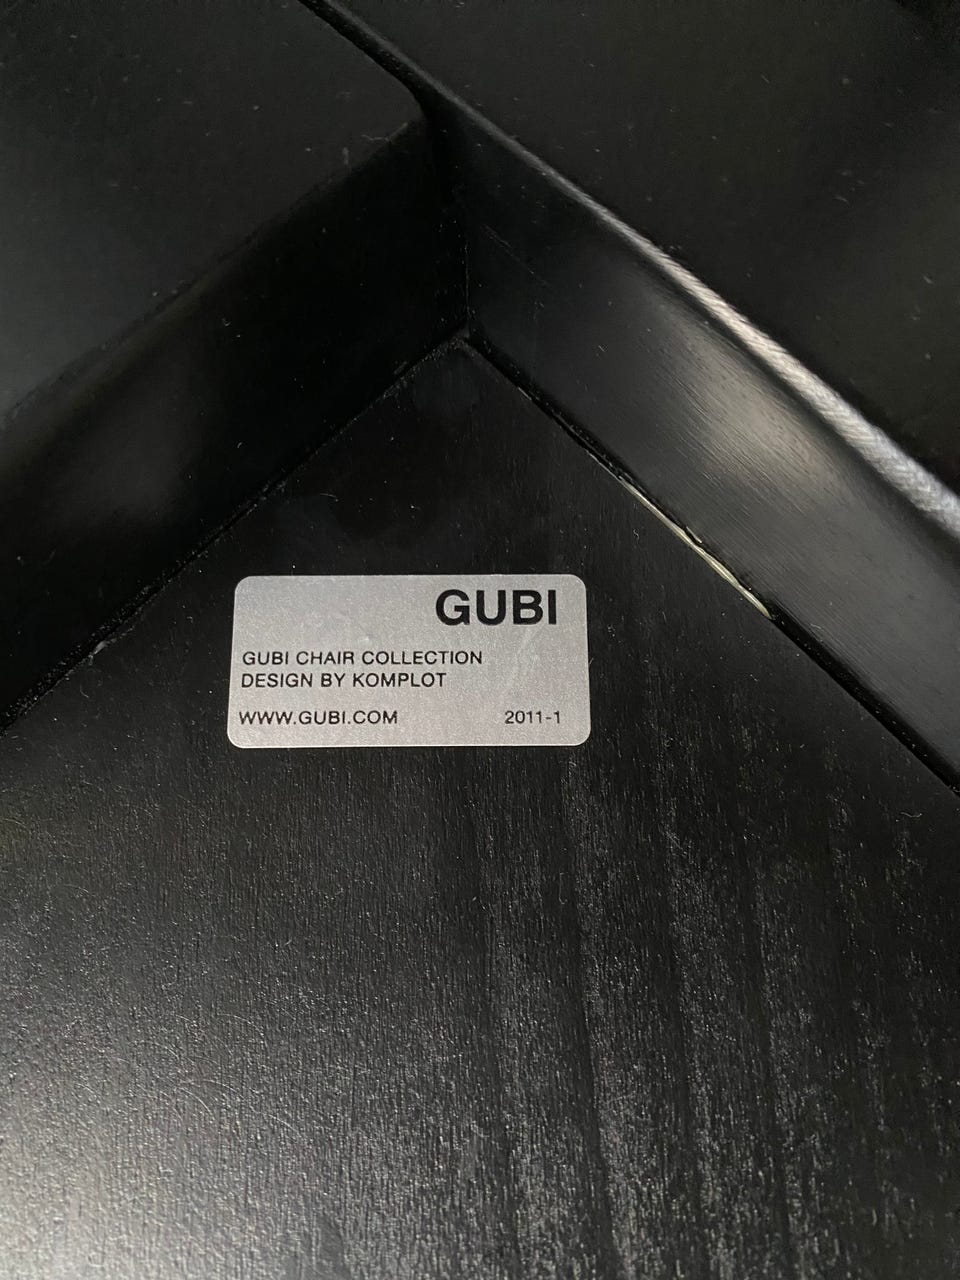 GUBI
GUBI CHAIR COLLECTION
DESIGN BY KOMPLOT
WWW.GUBI.COM 2011-1